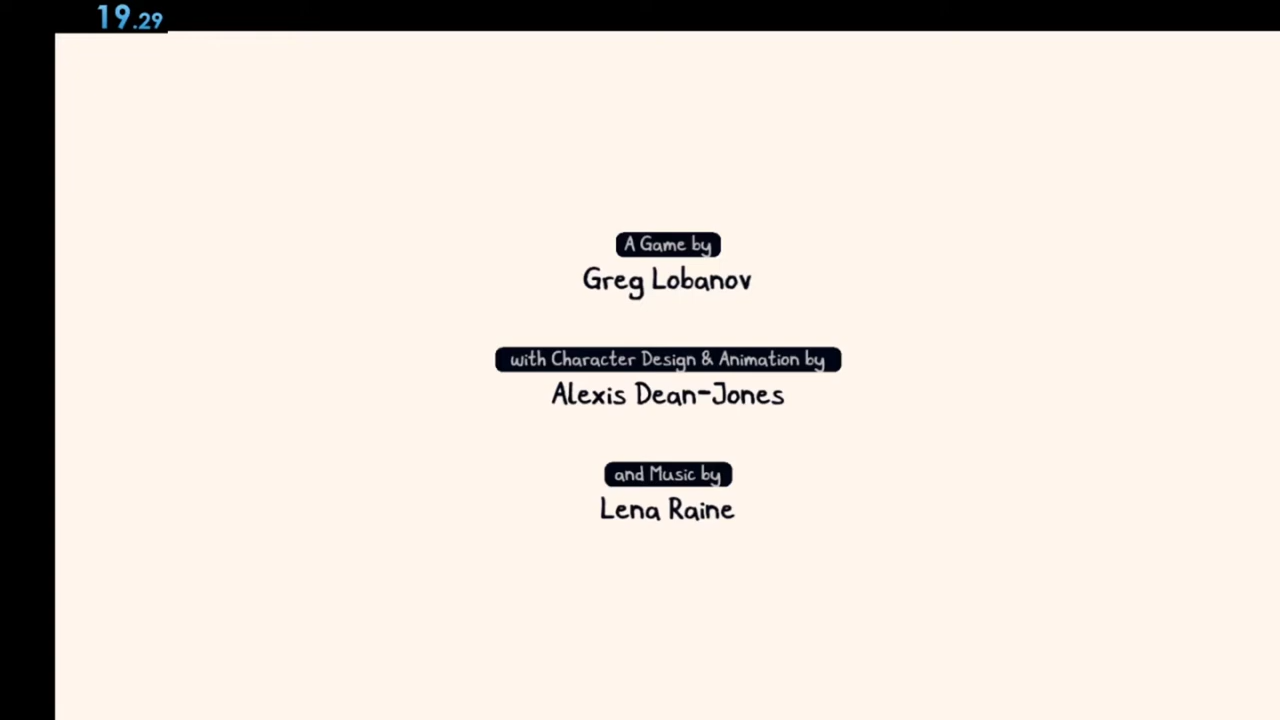 19.29
A Game by
Greg Lobanov
with Character Design & Animation by
Alexis Dean-Jones
and Music by
Lena Raine